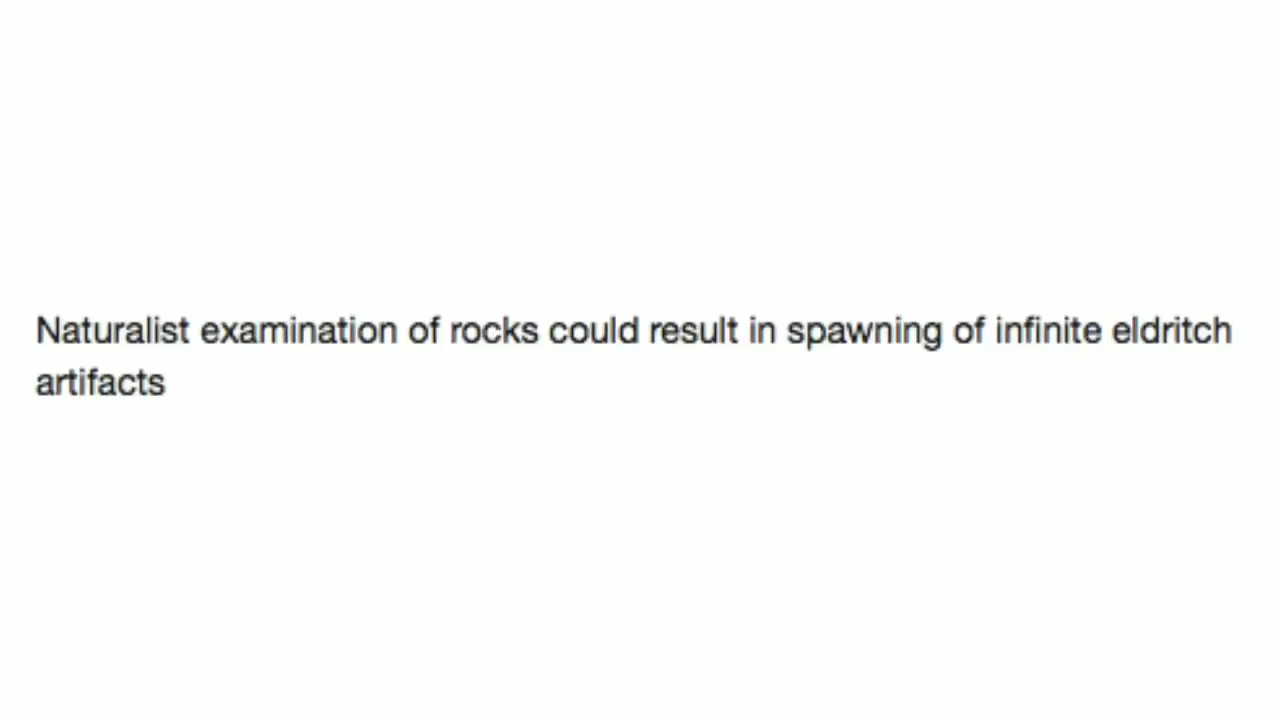 Naturalist examination of rocks could result in spawning of infinite eldritch
artifacts